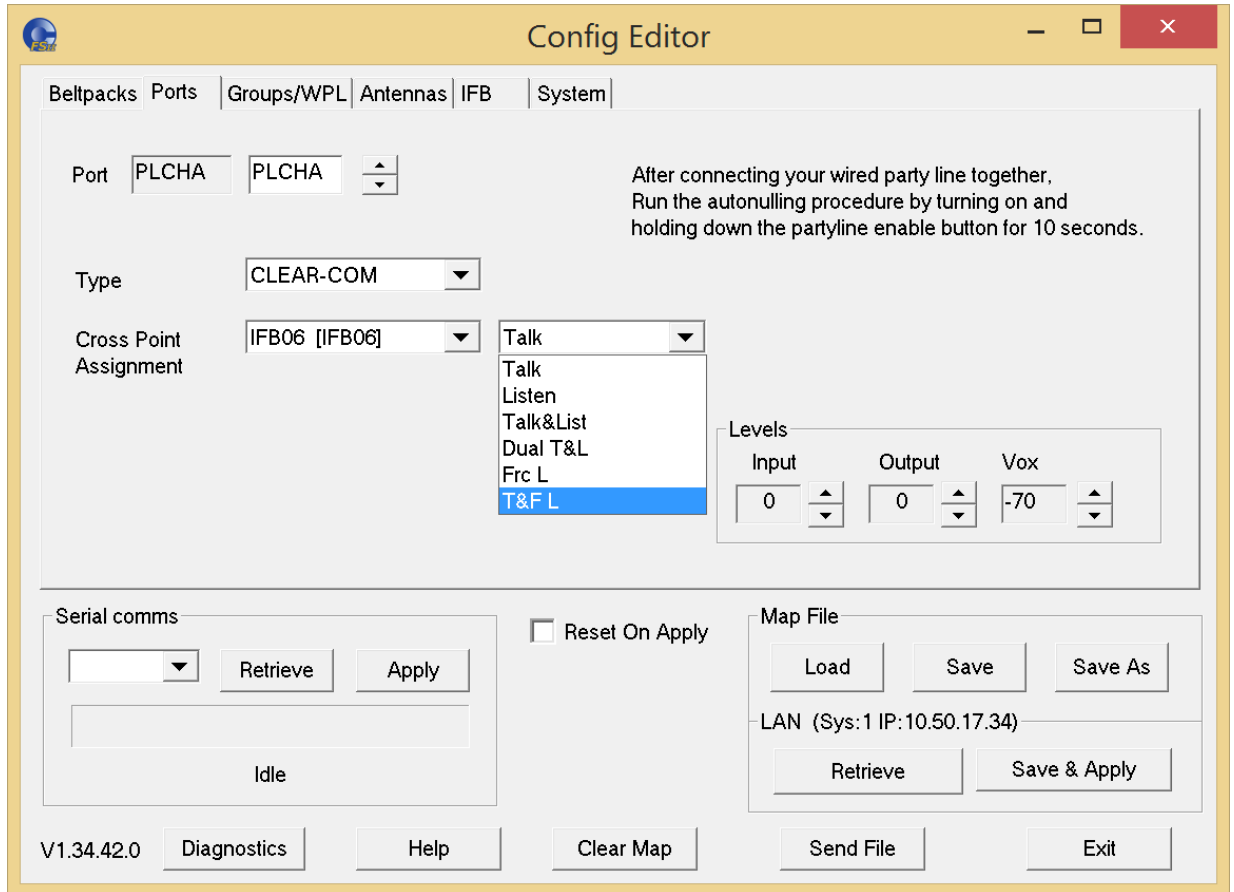 FSII
Config Editor
Beltpacks Ports Groups/WPL Antennas IFB System
Port PLCHA PLCHA
After connecting your wired party line together,
Run the autonulling procedure by turning on and
holding down the partyline enable button for 10 seconds.
Type CLEAR-COM
Cross Point
Assignment
IFB06 [IFB06] Talk
Talk
Listen
Talk&List
Dual T&L
Frc L
T&F L
Levels
Input Output Vox
0 0 -70
Serial comms
Retrieve Apply
Idle
Reset On Apply
Map File
Load Save Save As
LAN (Sys:1 IP:10.50.17.34)
Retrieve Save & Apply
V1.34.42.0 Diagnostics Help Clear Map Send File Exit